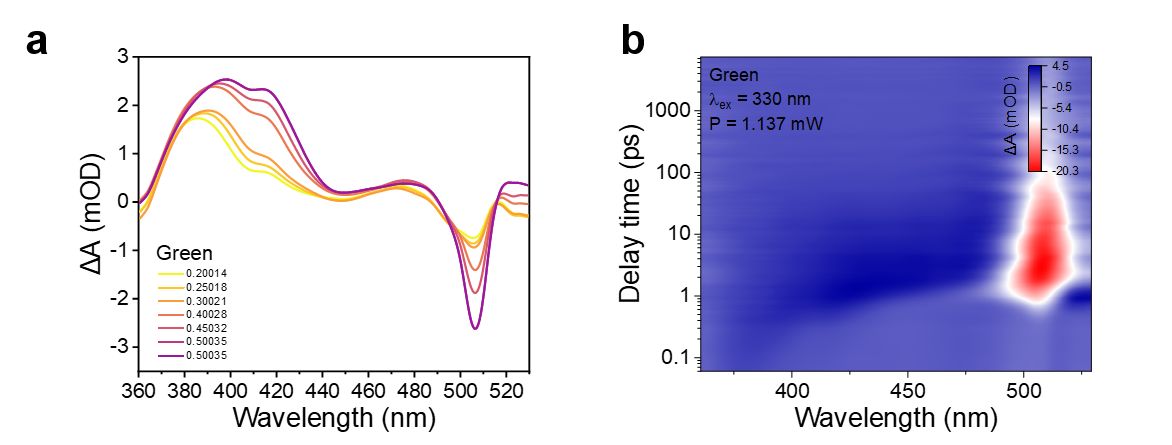 a
3
2
1
0
-1
-2
-3
ΔA (mOD)
Green
0.20014
0.25018
0.30021
0.40028
0.45032
0.50035
0.50035
360 380 400 420 440 460 480 500 520
Wavelength (nm)
b
Green
λex = 330 nm
P = 1.137 mW
ΔA (mOD)
4.5
-0.5
-5.4
-10.4
-15.3
-20.3
1000
100
10
1
0.1
Delay time (ps)
400 450 500
Wavelength (nm)